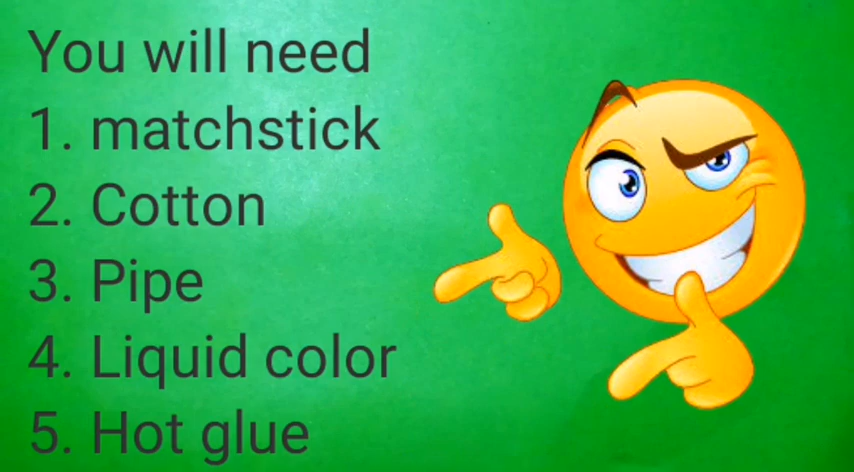 You will need
1. matchstick
2. Cotton
3. Pipe
4. Liquid color
5. Hot glue